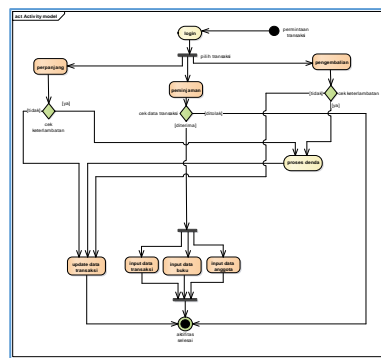 act Activity model
login
permintaan
transaksi
pilih transaksi
perpanjang
pengembalian
peminjaman
[tidak]
[ya]
cek
keterlambatan
cek data transaksi
[ditolak]
[diterima]
[tidak]
cek keterlambatan
[ya]
proses denda
update data
transaksi
input data
transaksi
input data
buku
input data
anggota
aktivitas
selesai